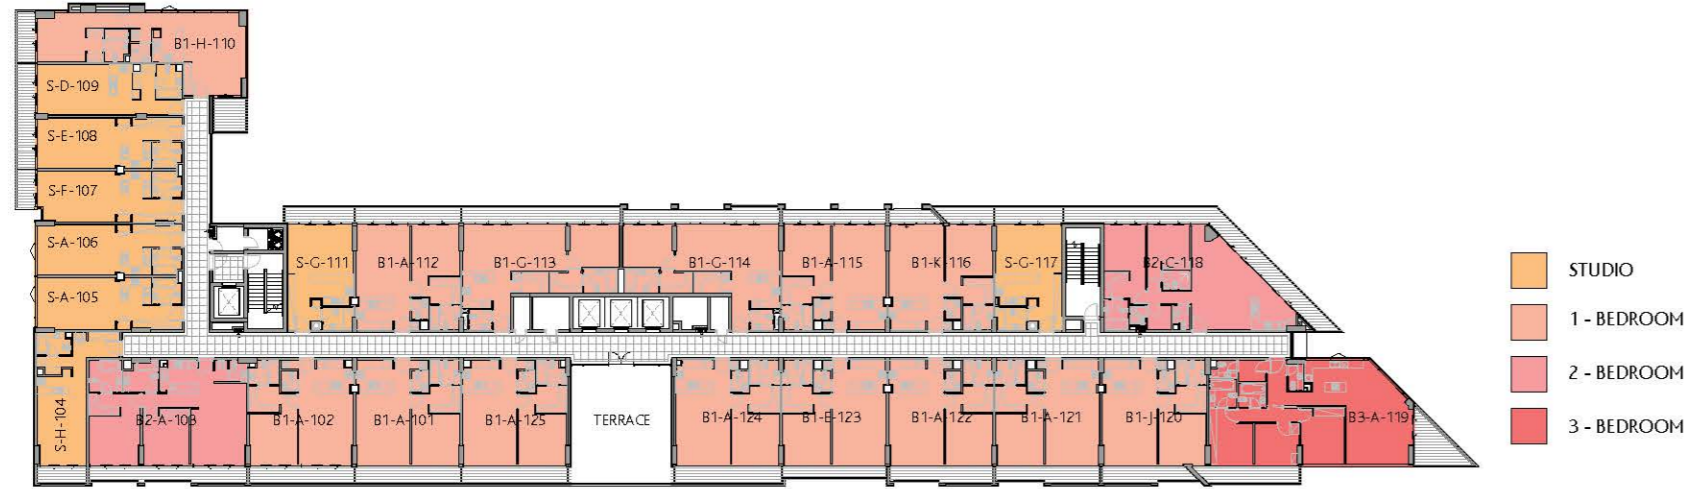 B1-H-110
S-D-109
S-E-108
S-F-107
S-A-106
S-A-105
S-G-111
B1-A-112
B1-G-113
B1-G-114
B1-A-115
B1-K-116
S-G-117
B2-C-118
S-H-104
B2-A-103
B1-A-102
B1-A-101
B1-A-125
TERRACE
B1-A-124
B1-E-123
B1-A-122
B1-A-121
B1-J-120
B3-A-119
STUDIO
1 - BEDROOM
2 - BEDROOM
3 - BEDROOM